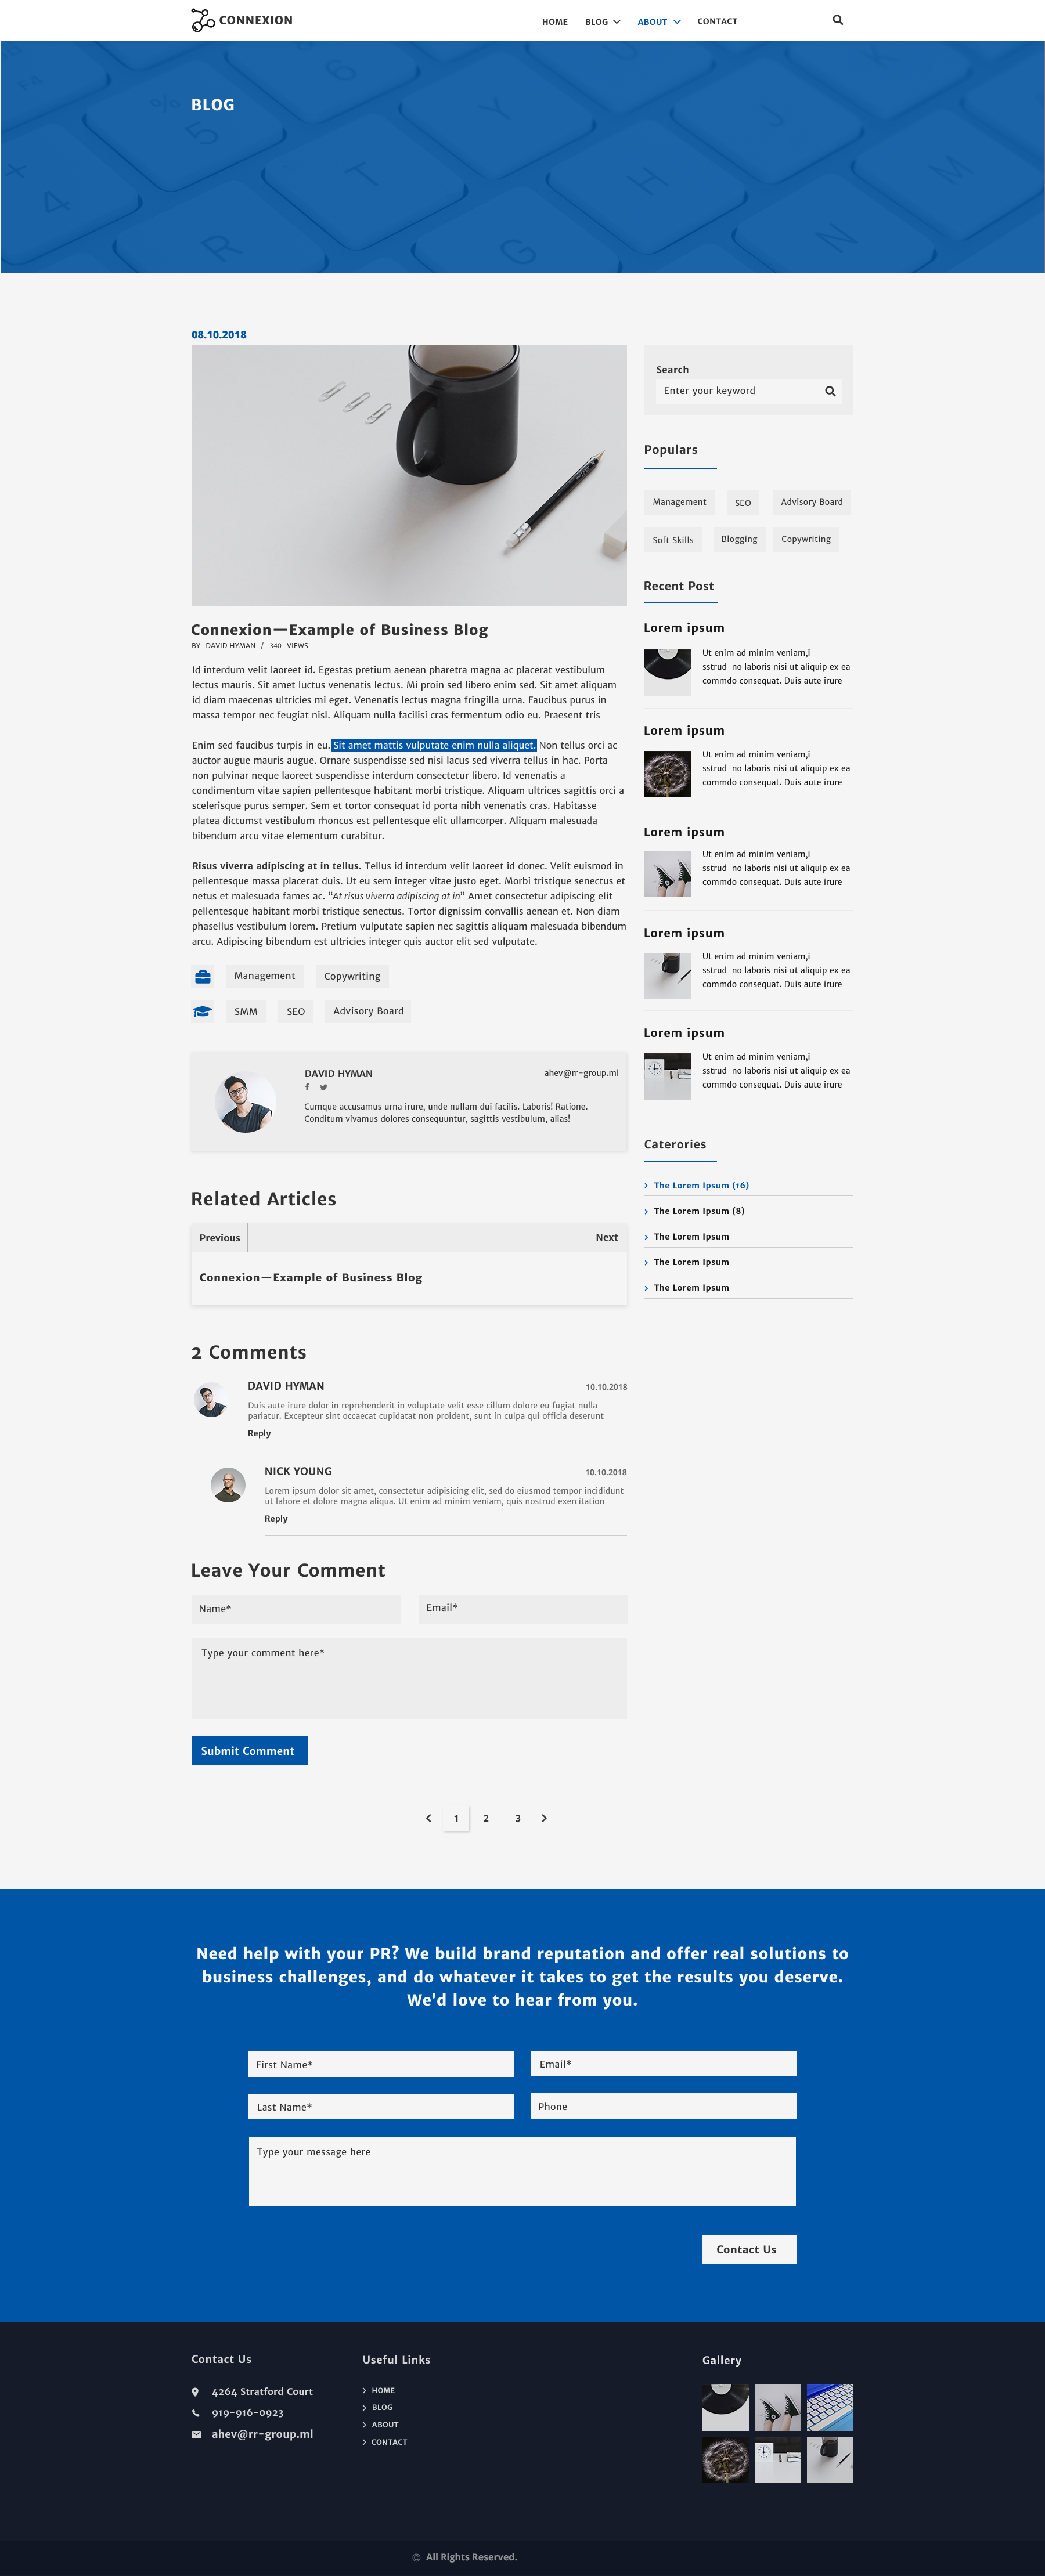 CONNEXION
HOME BLOG ABOUT CONTACT
BLOG
08.10.2018
Connexion—Example of Business Blog
BY DAVID HYMAN / 340 VIEWS
Id interdum velit laoreet id. Egestas pretium aenean pharetra magna ac placerat vestibulum
lectus mauris. Sit amet luctus venenatis lectus. Mi proin sed libero enim sed. Sit amet aliquam
id diam maecenas ultricies mi eget. Venenatis lectus magna fringilla urna. Faucibus purus in
massa tempor nec feugiat nisl. Aliquam nulla facilisi cras fermentum odio eu. Praesent tris
Enim sed faucibus turpis in eu. Sit amet mattis vulputate enim nulla aliquet. Non tellus orci ac
auctor augue mauris augue. Ornare suspendisse sed nisi lacus sed viverra tellus in hac. Porta
non pulvinar neque laoreet suspendisse interdum consectetur libero. Id venenatis a
condimentum vitae sapien pellentesque habitant morbi tristique. Aliquam ultrices sagittis orci a
scelerisque purus semper. Sem et tortor consequat id porta nibh venenatis cras. Habitasse
platea dictumst vestibulum rhoncus est pellentesque elit ullamcorper. Aliquam malesuada
bibendum arcu vitae elementum curabitur.
Risus viverra adipiscing at in tellus. Tellus id interdum velit laoreet id donec. Velit euismod in
pellentesque massa placerat duis. Ut eu sem integer vitae justo eget. Morbi tristique senectus et
netus et malesuada fames ac. “At risus viverra adipiscing at in” Amet consectetur adipiscing elit
pellentesque habitant morbi tristique senectus. Tortor dignissim convallis aenean et. Non diam
phasellus vestibulum lorem. Pretium vulputate sapien nec sagittis aliquam malesuada bibendum
arcu. Adipiscing bibendum est ultricies integer quis auctor elit sed vulputate.
Management Copywriting
SMM SEO Advisory Board
DAVID HYMAN ahev@rr-group.ml
Cumque accusamus urna irure, unde nullam dui facilis. Laboris! Ratione.
Conditum vivamus dolores consequuntur, sagittis vestibulum, alias!
Related Articles
Previous Next
Connexion—Example of Business Blog
2 Comments
DAVID HYMAN 10.10.2018
Duis aute irure dolor in reprehenderit in voluptate velit esse cillum dolore eu fugiat nulla
pariatur. Excepteur sint occaecat cupidatat non proident, sunt in culpa qui officia deserunt
Reply
NICK YOUNG 10.10.2018
Lorem ipsum dolor sit amet, consectetur adipisicing elit, sed do eiusmod tempor incididunt
ut labore et dolore magna aliqua. Ut enim ad minim veniam, quis nostrud exercitation
Reply
Leave Your Comment
Name* Email*
Type your comment here*
Submit Comment
Search
Enter your keyword
Populars
Management SEO Advisory Board
Soft Skills Blogging Copywriting
Recent Post
Lorem ipsum
Ut enim ad minim veniam,i
sstrud no laboris nisi ut aliquip ex ea
commdo consequat. Duis aute irure
Lorem ipsum
Ut enim ad minim veniam,i
sstrud no laboris nisi ut aliquip ex ea
commdo consequat. Duis aute irure
Lorem ipsum
Ut enim ad minim veniam,i
sstrud no laboris nisi ut aliquip ex ea
commdo consequat. Duis aute irure
Lorem ipsum
Ut enim ad minim veniam,i
sstrud no laboris nisi ut aliquip ex ea
commdo consequat. Duis aute irure
Lorem ipsum
Ut enim ad minim veniam,i
sstrud no laboris nisi ut aliquip ex ea
commdo consequat. Duis aute irure
Caterories
The Lorem Ipsum (16)
The Lorem Ipsum (8)
The Lorem Ipsum
The Lorem Ipsum
The Lorem Ipsum
1 2 3
Need help with your PR? We build brand reputation and offer real solutions to
business challenges, and do whatever it takes to get the results you deserve.
We’d love to hear from you.
First Name* Email*
Last Name* Phone
Type your message here
Contact Us
Contact Us
4264 Stratford Court
919-916-0923
ahev@rr-group.ml
Useful Links
HOME
BLOG
ABOUT
CONTACT
Gallery
© All Rights Reserved.